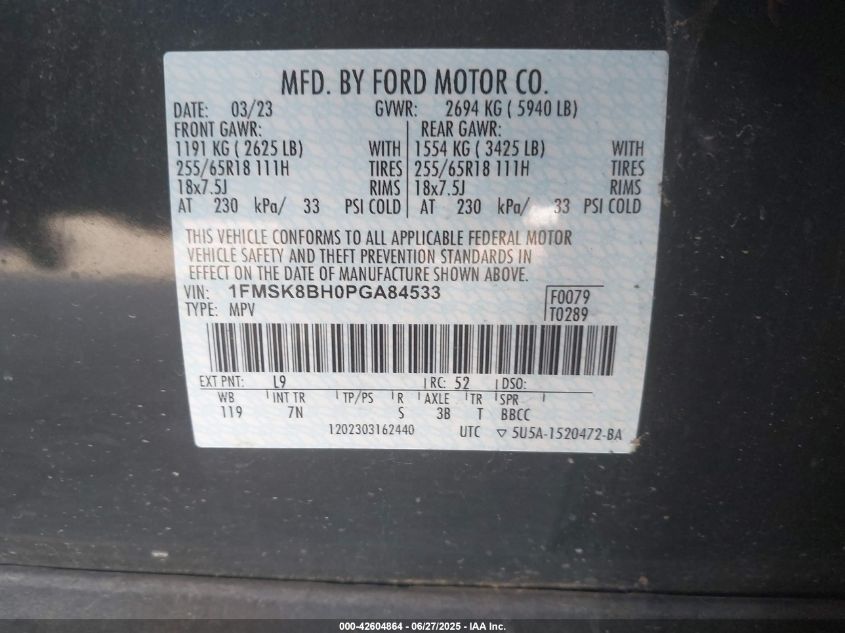 MFD. BY FORD MOTOR CO.
DATE: 03/23 GVWR: 2694 KG ( 5940 LB)
FRONT GAWR: REAR GAWR:
1191 KG ( 2625 LB) WITH 1554 KG ( 3425 LB) WITH
255/65R18 111H TIRES 255/65R18 111H TIRES
18x7.5J RIMS 18x7.5J RIMS
AT 230 kPa/ 33 PSI COLD AT 230 kPa/ 33 PSI COLD
THIS VEHICLE CONFORMS TO ALL APPLICABLE FEDERAL MOTOR
VEHICLE SAFETY AND THEFT PREVENTION STANDARDS IN
EFFECT ON THE DATE OF MANUFACTURE SHOWN ABOVE.
VIN: 1FMSK8BH0PGA84533 F0079
TYPE: MPV T0289
EXT PNT: L9 RC: 52 DSO:
WB INT TR TP/PS R AXLE TR SPR
119 7N S 3B T BBCC
1202303162440 UTC ▽ 5U5A-1520472-BA
000-42604864 / 06/27/2025 - IAA Inc.